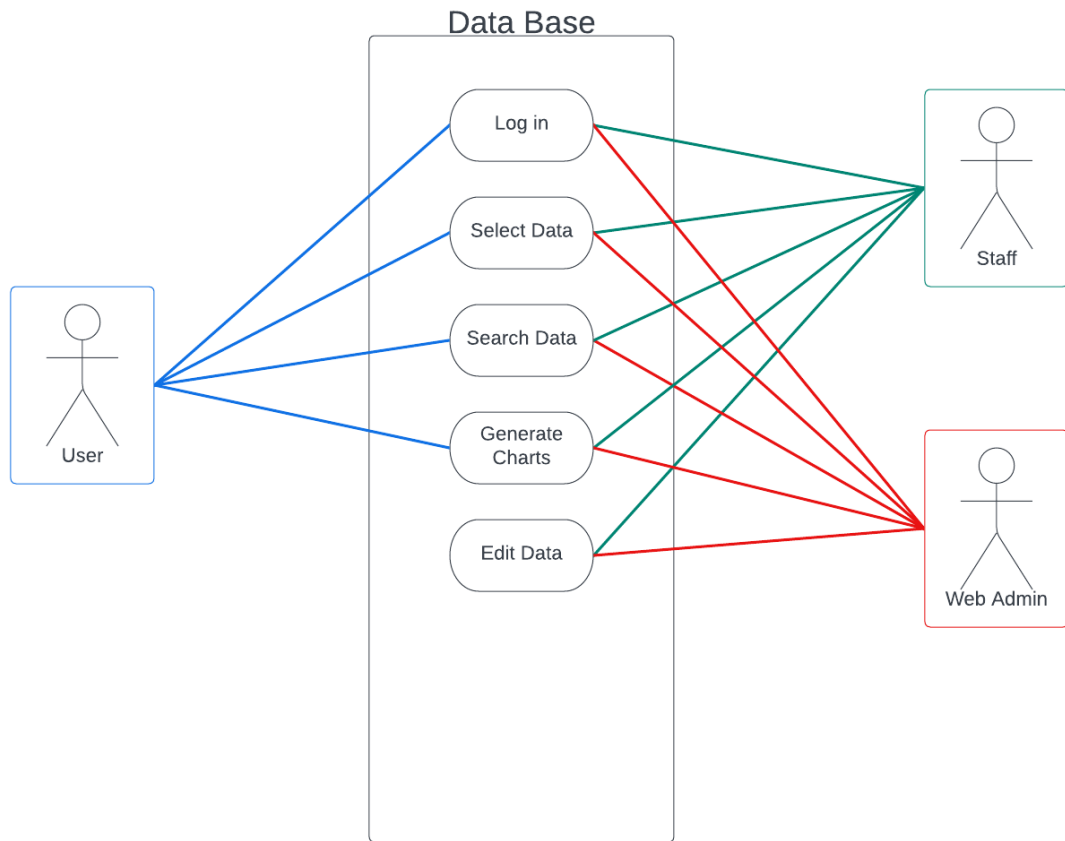 Data Base
Log in
Select Data
Search Data
Generate
Charts
Edit Data
User
Staff
Web Admin